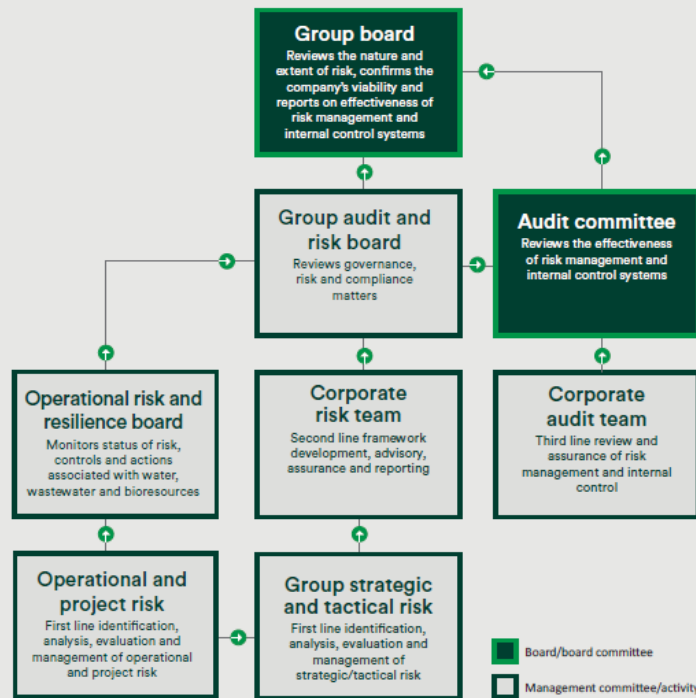 Group board
Reviews the nature and
extent of risk, confirms the
company's viability and
reports on effectiveness of
risk management and
internal control systems
Group audit and
risk board
Reviews governance,
risk and compliance
matters
Audit committee
Reviews the effectiveness
of risk management and
internal control systems
Operational risk and
resilience board
Monitors status of risk,
controls and actions
associated with water,
wastewater and bioresources
Corporate
risk team
Second line framework
development, advisory,
assurance and reporting
Corporate
audit team
Third line review and
assurance of risk
management and internal
control
Operational and
project risk
First line identification,
analysis, evaluation and
management of operational
and project risk
Group strategic
and tactical risk
First line identification,
analysis, evaluation and
management of
strategic/tactical risk
Board/board committee
Management committee/activity